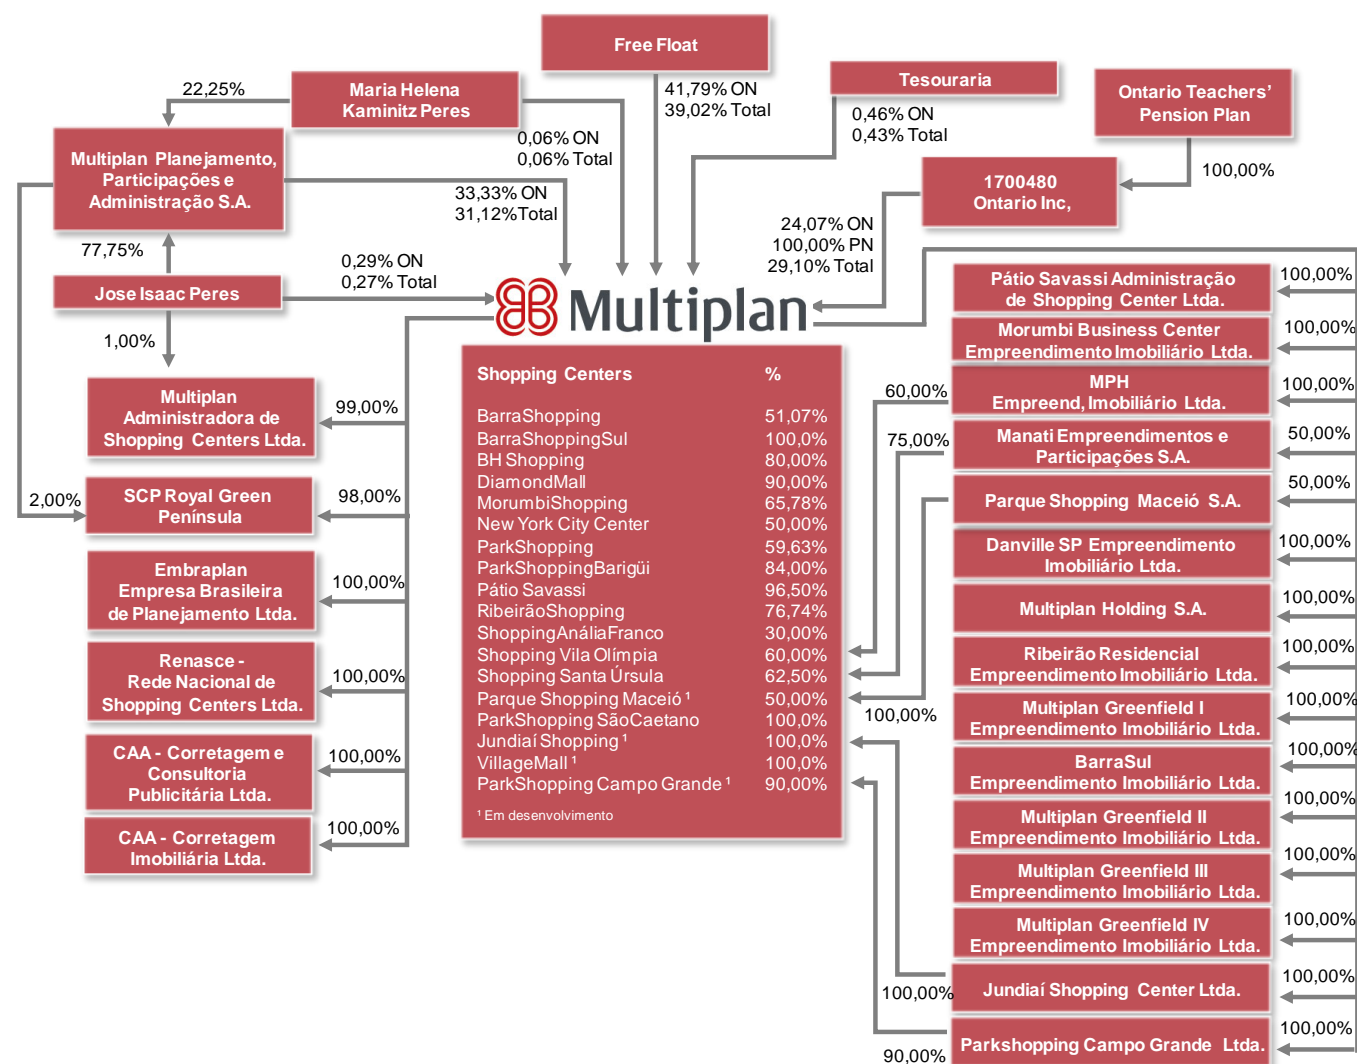 Free Float
41,79% ON
39,02% Total
Tesouraria
0,46% ON
0,43% Total
Ontario Teachers'
Pension Plan
100,00%
1700480
Ontario Inc,
24,07% ON
100,00% PN
29,10% Total
22,25%
Maria Helena
Kaminitz Peres
0,06% ON
0,06% Total
Multiplan Planejamento,
Participações e
Administração S.A.
33,33% ON
31,12%Total
77,75%
Jose Isaac Peres
0,29% ON
0,27% Total
1,00%
Multiplan
Multiplan
Administradora de
Shopping Centers Ltda.
99,00%
2,00%
SCP Royal Green
Península
98,00%
Embraplan
Empresa Brasileira
de Planejamento Ltda.
100,00%
Renasce -
Rede Nacional de
Shopping Centers Ltda.
100,00%
CAA - Corretagem e
Consultoria
Publicitária Ltda.
100,00%
CAA - Corretagem
Imobiliária Ltda.
100,00%
Shopping Centers %
BarraShopping 51,07%
BarraShoppingSul 100,0%
BH Shopping 80,00%
DiamondMall 90,00%
MorumbiShopping 65,78%
New York City Center 50,00%
ParkShopping 59,63%
ParkShoppingBarigüi 84,00%
Pátio Savassi 96,50%
RibeirãoShopping 76,74%
ShoppingAnáliaFranco 30,00%
Shopping Vila Olímpia 60,00%
Shopping Santa Úrsula 62,50%
Parque Shopping Maceió ¹ 50,00%
ParkShopping SãoCaetano 100,0%
Jundiaí Shopping ¹ 100,0%
VillageMall ¹ 100,0%
ParkShopping Campo Grande ¹ 90,00%
¹ Em desenvolvimento
Pátio Savassi Administração
de Shopping Center Ltda.
100,00%
Morumbi Business Center
Empreendimento Imobiliário Ltda.
100,00%
60,00%
MPH
Empreend, Imobiliário Ltda.
100,00%
75,00%
Manati Empreendimentos e
Participações S.A.
50,00%
100,00%
Parque Shopping Maceió S.A.
50,00%
Danville SP Empreendimento
Imobiliário Ltda.
100,00%
Multiplan Holding S.A.
100,00%
Ribeirão Residencial
Empreendimento Imobiliário Ltda.
100,00%
Multiplan Greenfield I
Empreendimento Imobiliário Ltda.
100,00%
BarraSul
Empreendimento Imobiliário Ltda.
100,00%
Multiplan Greenfield II
Empreendimento Imobiliário Ltda.
100,00%
Multiplan Greenfield III
Empreendimento Imobiliário Ltda.
100,00%
Multiplan Greenfield IV
Empreendimento Imobiliário Ltda.
100,00%
100,00%
Jundiaí Shopping Center Ltda.
100,00%
90,00%
Parkshopping Campo Grande Ltda.
100,00%